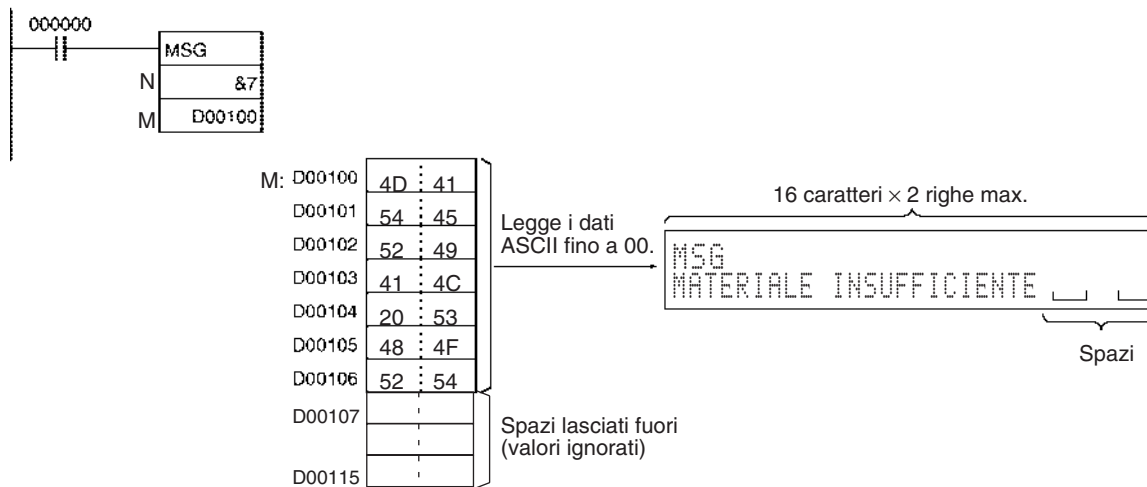 000000
MSG
N &7
M D00100
M: D00100 4D 41
D00101 54 45
D00102 52 49
D00103 41 4C
D00104 20 53
D00105 48 4F
D00106 52 54
D00107
D00115
Legge i dati
ASCII fino a 00.
Spazi lasciati fuori
(valori ignorati)
16 caratteri × 2 righe max.
MSG
MATERIALE INSUFFICIENTE
Spazi